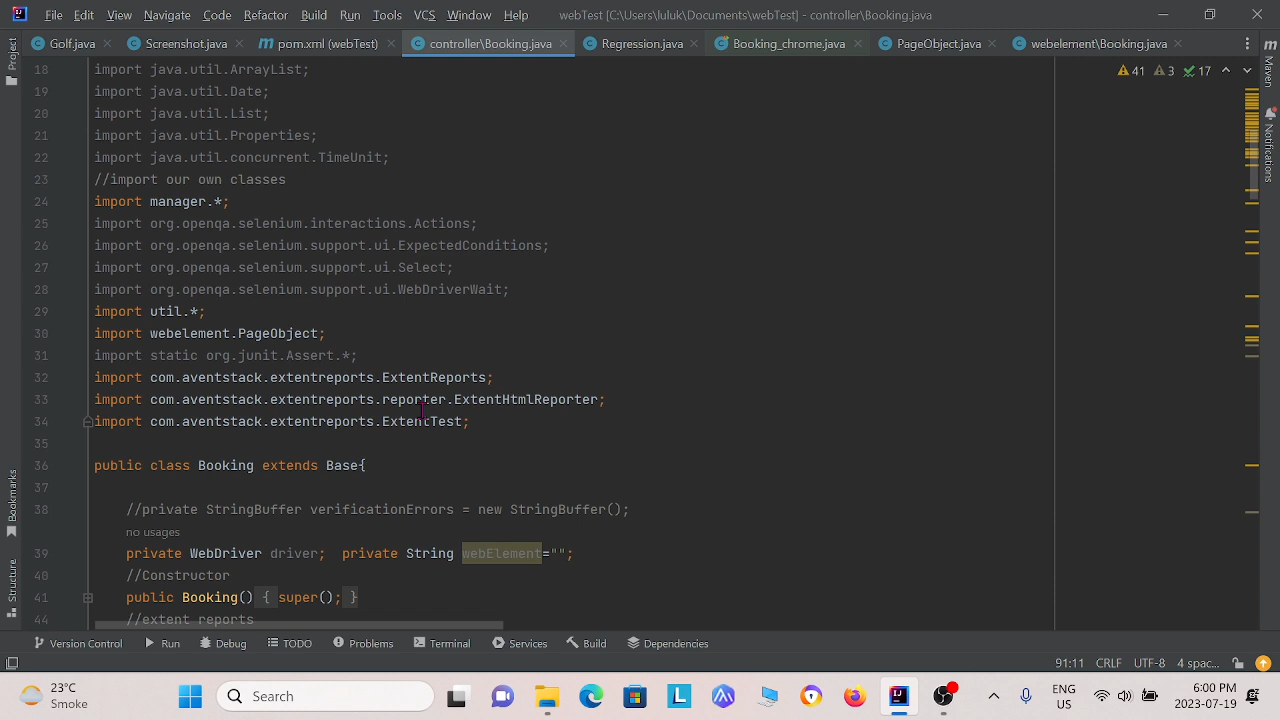 File Edit View Navigate Code Refactor Build Run Tools VCS Window Help webTest [C:\Users\luluk\Documents\webTest] - controller\Booking.java
Golf.java Screenshot.java pom.xml (webTest) controller\Booking.java Regression.java Booking_chrome.java PageObject.java webelement\Booking.java
Project
Maven
Notifications
41 3 17
18 import java.util.ArrayList;
19 import java.util.Date;
20 import java.util.List;
21 import java.util.Properties;
22 import java.util.concurrent.TimeUnit;
23 //import our own classes
24 import manager.*;
25 import org.openqa.selenium.interactions.Actions;
26 import org.openqa.selenium.support.ui.ExpectedConditions;
27 import org.openqa.selenium.support.ui.Select;
28 import org.openqa.selenium.support.ui.WebDriverWait;
29 import util.*;
30 import webelement.PageObject;
31 import static org.junit.Assert.*;
32 import com.aventstack.extentreports.ExtentReports;
33 import com.aventstack.extentreports.reporter.ExtentHtmlReporter;
34 import com.aventstack.extentreports.ExtentTest;
35
36 public class Booking extends Base{
37
38 //private StringBuffer verificationErrors = new StringBuffer();
no usages
39 private WebDriver driver; private String webElement="";
40 //Constructor
41 public Booking() { super(); }
44 //extent reports
Bookmarks
Structure
Version Control Run Debug TODO Problems Terminal Services Build Dependencies
91:11 CRLF UTF-8 4 spac...
23°C
Smoke
Search
ENG
US
6:00 PM
2023-07-19